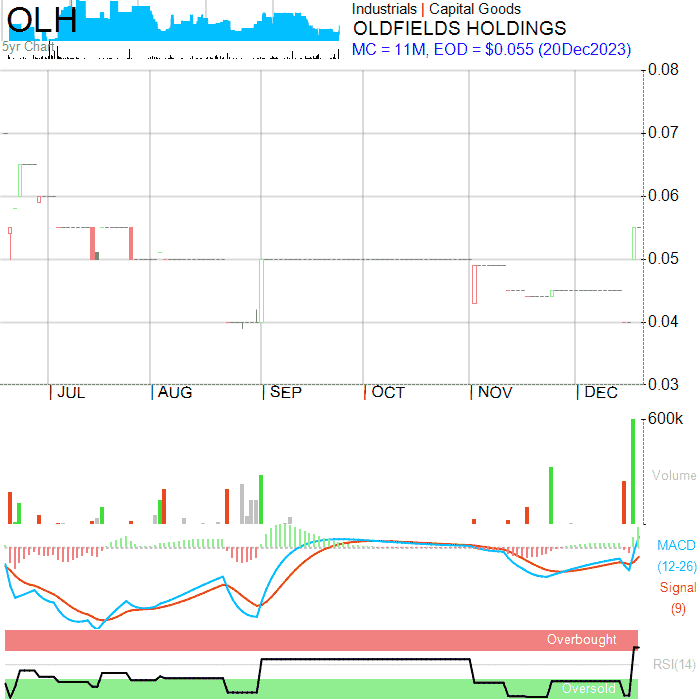 OLH
Industrials | Capital Goods
OLDFIELDS HOLDINGS
MC = 11M, EOD = $0.055 (20Dec2023)
5yr Chart
0.08
0.07
0.06
0.05
0.04
0.03
JUL AUG SEP OCT NOV DEC
600k
Volume
MACD
(12-26)
Signal
(9)
Overbought
RSI(14)
Oversold